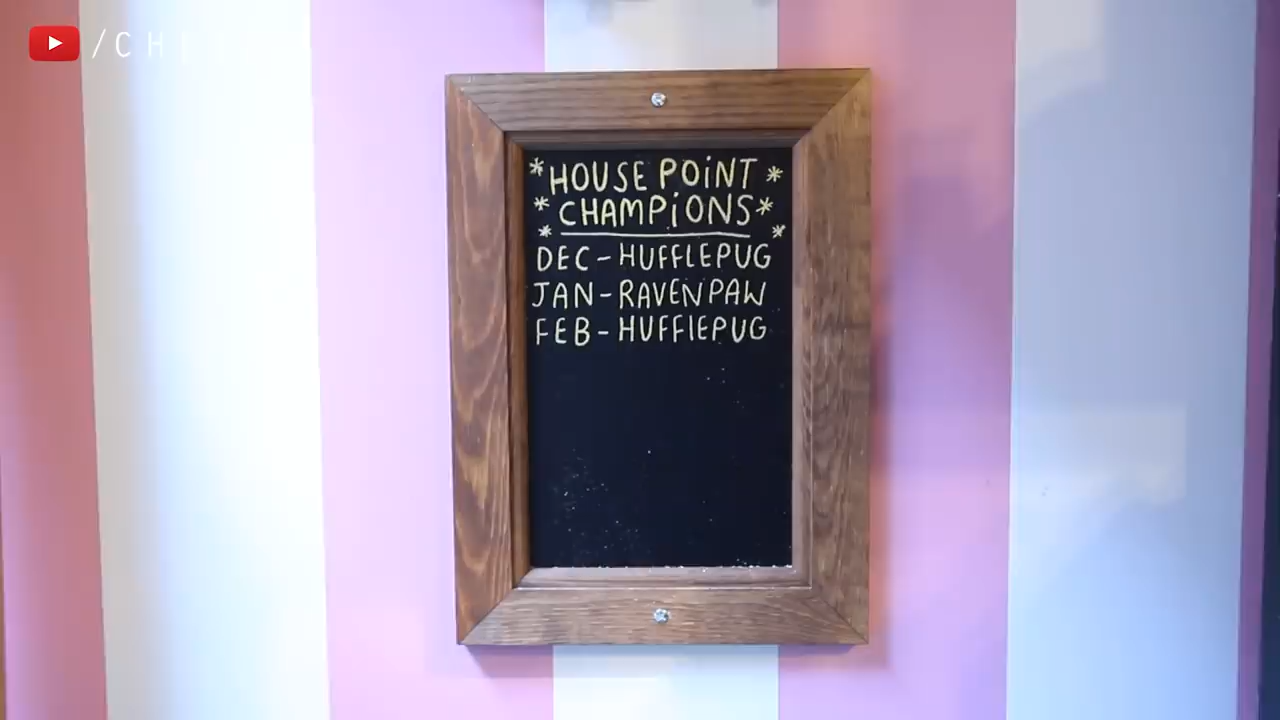 *HOUSE POINT*
*CHAMPIONS*
DEC-HUFFLEPUG
JAN-RAVENPAW
FEB-HUFFLEPUG